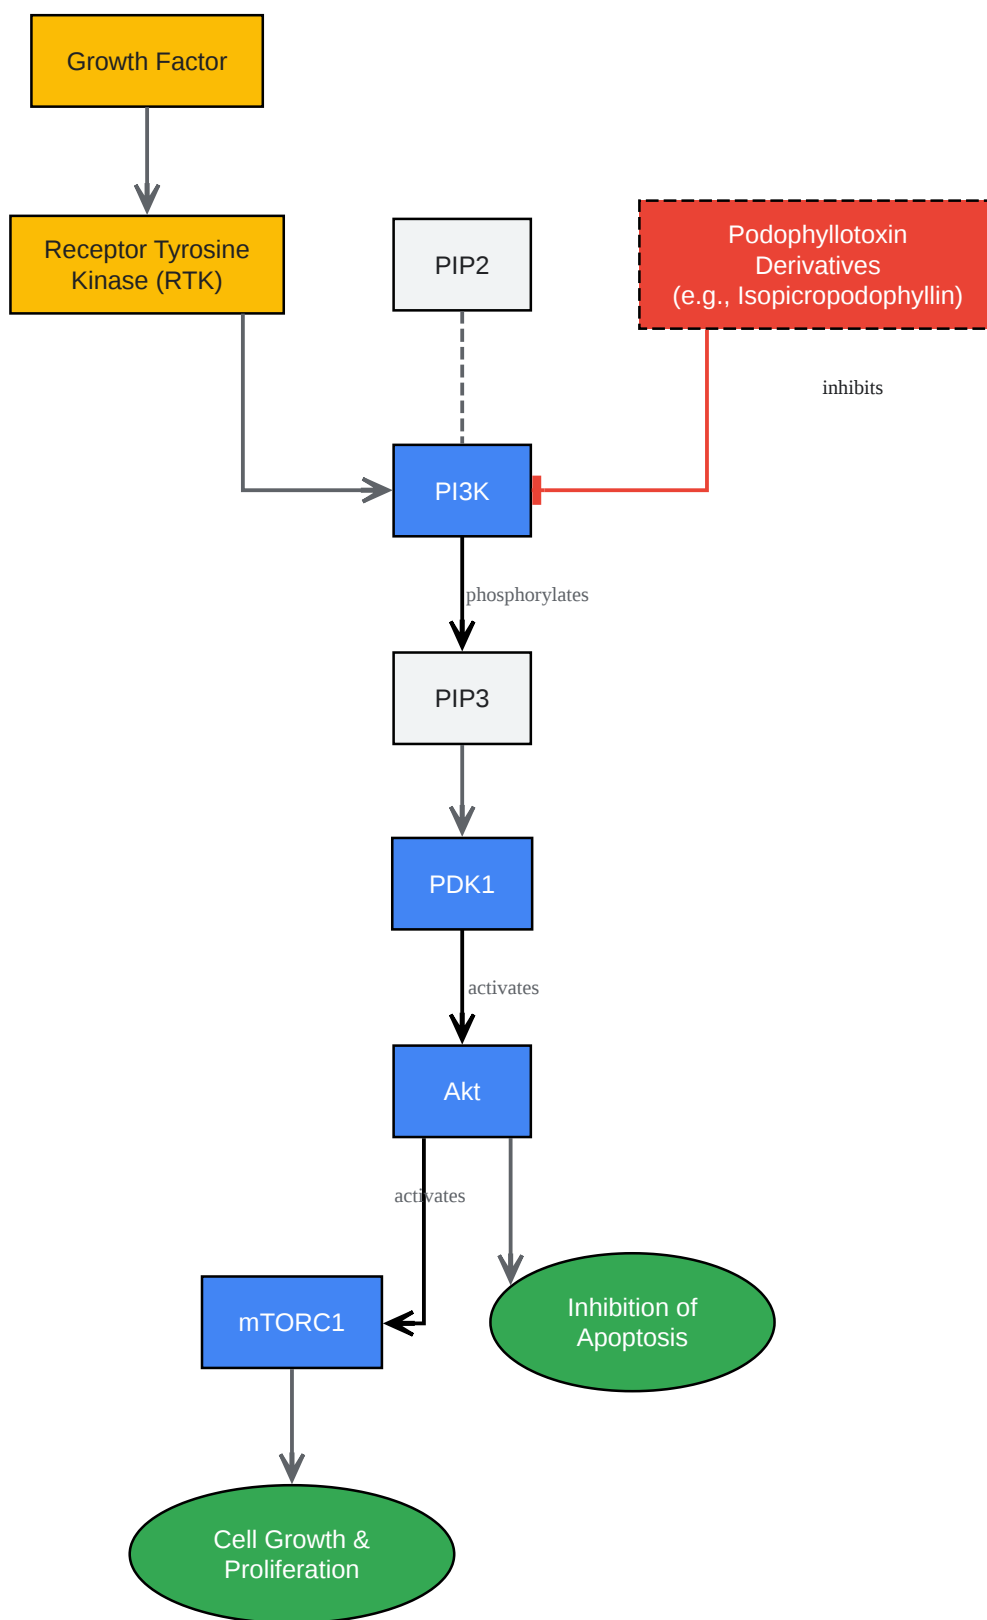 Growth Factor
Receptor Tyrosine
Kinase (RTK)
PIP2
Podophyllotoxin
Derivatives
(e.g., Isopicropodophyllin)
inhibits
PI3K
phosphorylates
PIP3
PDK1
activates
Akt
activates
mTORC1
Inhibition of
Apoptosis
Cell Growth &
Proliferation